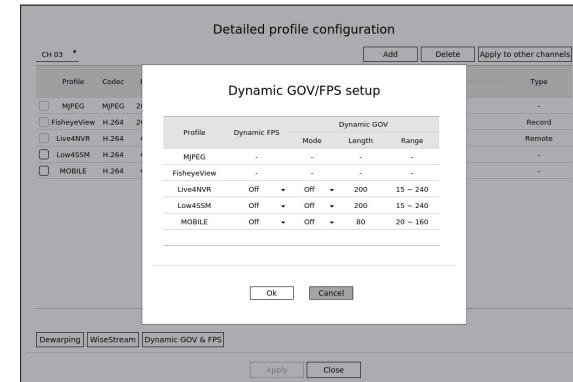 Detailed profile configuration
CH 03
Add
Delete
Apply to other channels
Profile Codec Type
MJPEG MJPEG -
FisheyeView H.264 Record
Live4NVR H.264 Remote
Low4SSM H.264 -
MOBILE H.264 -
Dynamic GOV/FPS setup
Profile Dynamic FPS Dynamic GOV
Mode Length Range
MJPEG - - - -
FisheyeView - - - -
Live4NVR Off Off 200 15 ~ 240
Low4SSM Off Off 200 15 ~ 240
MOBILE Off Off 80 20 ~ 160
Ok Cancel
Dewarping WiseStream Dynamic GOV & FPS
Apply Close